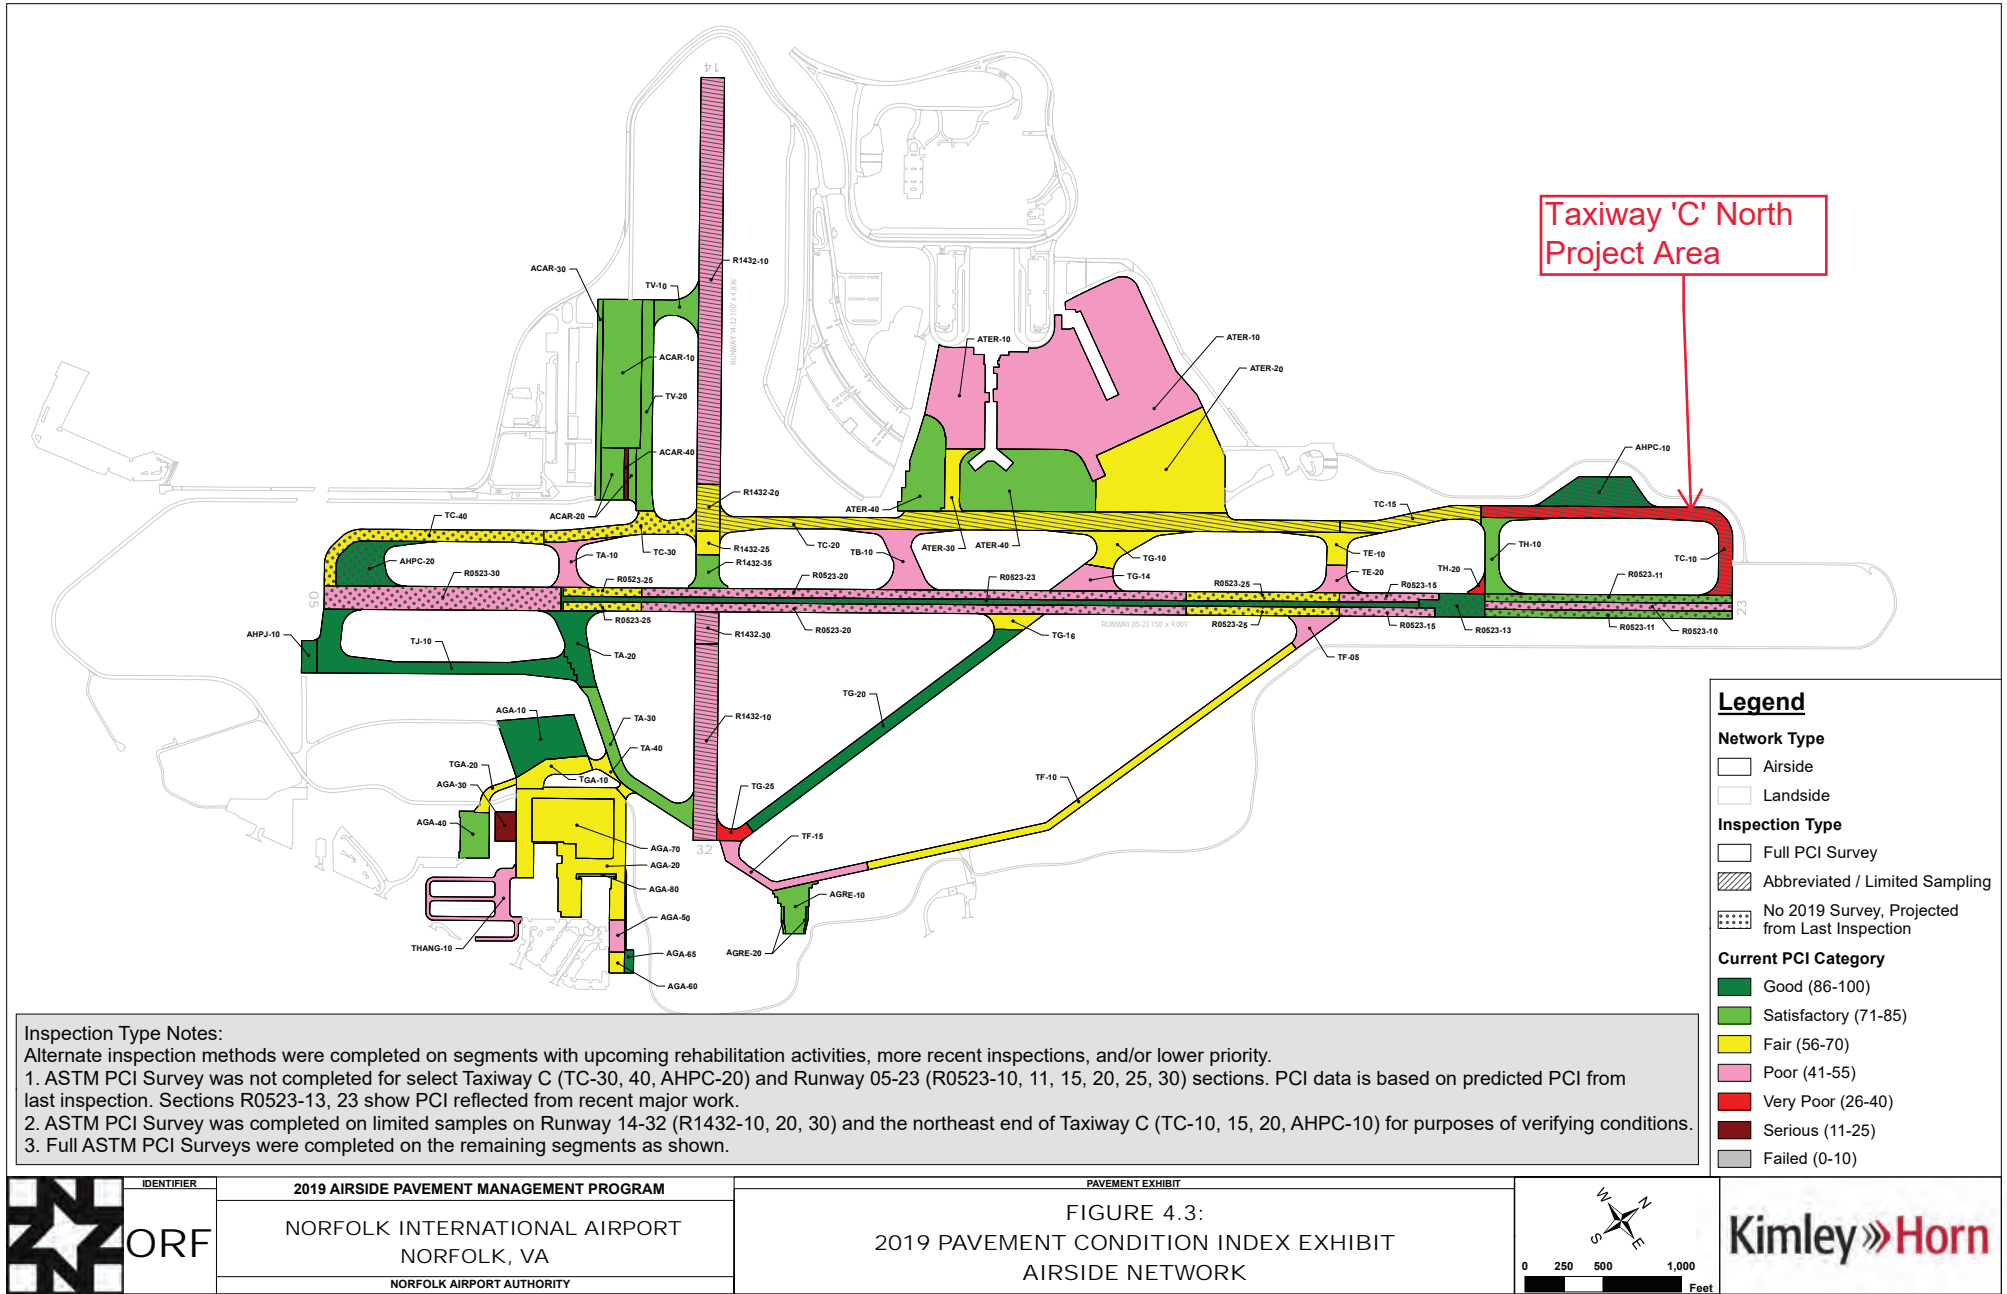 14
Taxiway 'C' North
Project Area
ACAR-30
TV-10
R1432-10
RUNWAY 14-32 150' x 4,876'
ACAR-10
TV-20
ATER-10
ATER-10
ATER-20
ACAR-40
AHPC-10
ACAR-20
R1432-20
ATER-40
TC-15
TC-40
TC-30
TC-20
TB-10
ATER-30
ATER-40
TA-10
R1432-25
R1432-35
TG-10
TE-10
TH-10
TC-10
AHPC-20
R0523-30
R0523-25
R0523-20
R0523-23
TG-14
R0523-25
TE-20
R0523-15
TH-20
R0523-11
05
23
R0523-25
R1432-30
R0523-20
TG-16
RUNWAY 05-23 150' x 9,001'
R0523-25
R0523-15
R0523-13
R0523-11
R0523-10
AHPJ-10
TJ-10
TA-20
TF-05
TG-20
AGA-10
TA-30
R1432-10
TA-40
TGA-20
TGA-10
AGA-30
TG-25
TF-10
AGA-40
32
TF-15
AGA-70
AGA-20
AGA-80
AGRE-10
AGA-50
THANG-10
AGA-65
AGRE-20
AGA-60
Legend
Network Type
Airside
Landside
Inspection Type
Full PCI Survey
Abbreviated / Limited Sampling
No 2019 Survey, Projected
from Last Inspection
Current PCI Category
Good (86-100)
Satisfactory (71-85)
Fair (56-70)
Poor (41-55)
Very Poor (26-40)
Serious (11-25)
Failed (0-10)
Inspection Type Notes:
Alternate inspection methods were completed on segments with upcoming rehabilitation activities, more recent inspections, and/or lower priority.
1. ASTM PCI Survey was not completed for select Taxiway C (TC-30, 40, AHPC-20) and Runway 05-23 (R0523-10, 11, 15, 20, 25, 30) sections. PCI data is based on predicted PCI from
last inspection. Sections R0523-13, 23 show PCI reflected from recent major work.
2. ASTM PCI Survey was completed on limited samples on Runway 14-32 (R1432-10, 20, 30) and the northeast end of Taxiway C (TC-10, 15, 20, AHPC-10) for purposes of verifying conditions.
3. Full ASTM PCI Surveys were completed on the remaining segments as shown.
IDENTIFIER
ORF
2019 AIRSIDE PAVEMENT MANAGEMENT PROGRAM
NORFOLK INTERNATIONAL AIRPORT
NORFOLK, VA
NORFOLK AIRPORT AUTHORITY
PAVEMENT EXHIBIT
FIGURE 4.3:
2019 PAVEMENT CONDITION INDEX EXHIBIT
AIRSIDE NETWORK
W N
S E
0 250 500 1,000
Feet
Kimley»Horn